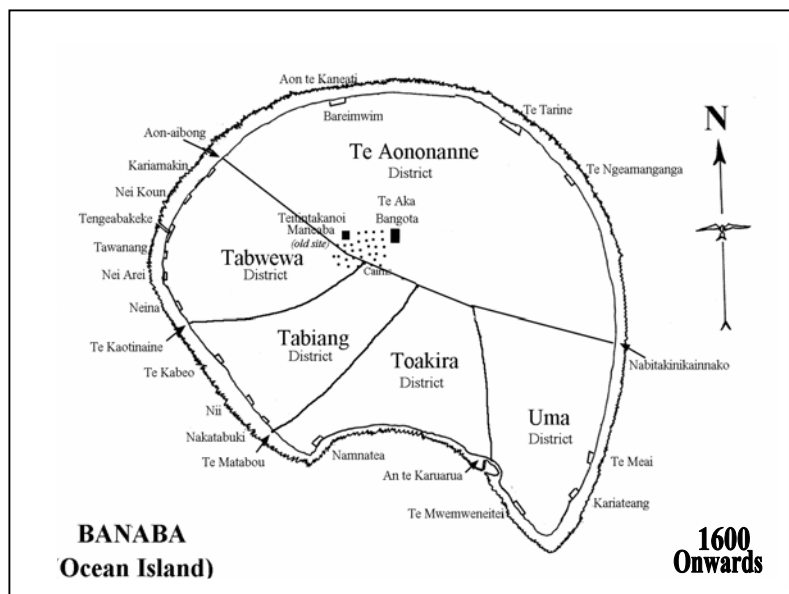 Aon te Kaneati
Bareimwim
Te Tarine
Aon-aibong
N
Te Aononanne
District
Kariamakin
Te Ngeamanganga
Nei Koun
Te Aka
Bangota
Teinintakanoi
Maneaba
(old site)
Tengeabakeke
Tawanang
Tabwewa
District
Cairns
Nei Arei
Neina
Tabiang
District
Te Kaotinaine
Toakira
District
Nabitakinikainnako
Te Kabeo
Uma
District
Nii
Nakatabuki
Namnatea
Te Matabou
An te Karuarua
Te Meai
Kariateang
Te Mwemweneitei
BANABA
(Ocean Island)
1600
Onwards